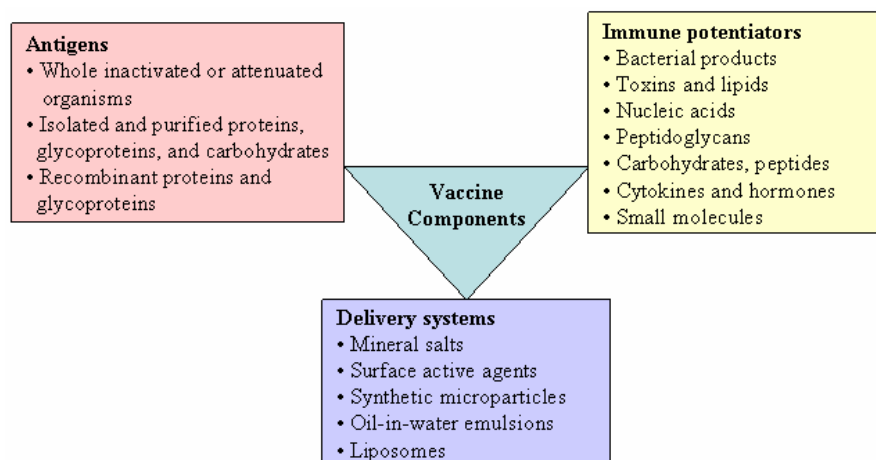 Antigens
• Whole inactivated or attenuated
organisms
• Isolated and purified proteins,
glycoproteins, and carbohydrates
• Recombinant proteins and
glycoproteins
Immune potentiators
• Bacterial products
• Toxins and lipids
• Nucleic acids
• Peptidoglycans
• Carbohydrates, peptides
• Cytokines and hormones
• Small molecules
Vaccine
Components
Delivery systems
• Mineral salts
• Surface active agents
• Synthetic microparticles
• Oil-in-water emulsions
• Liposomes